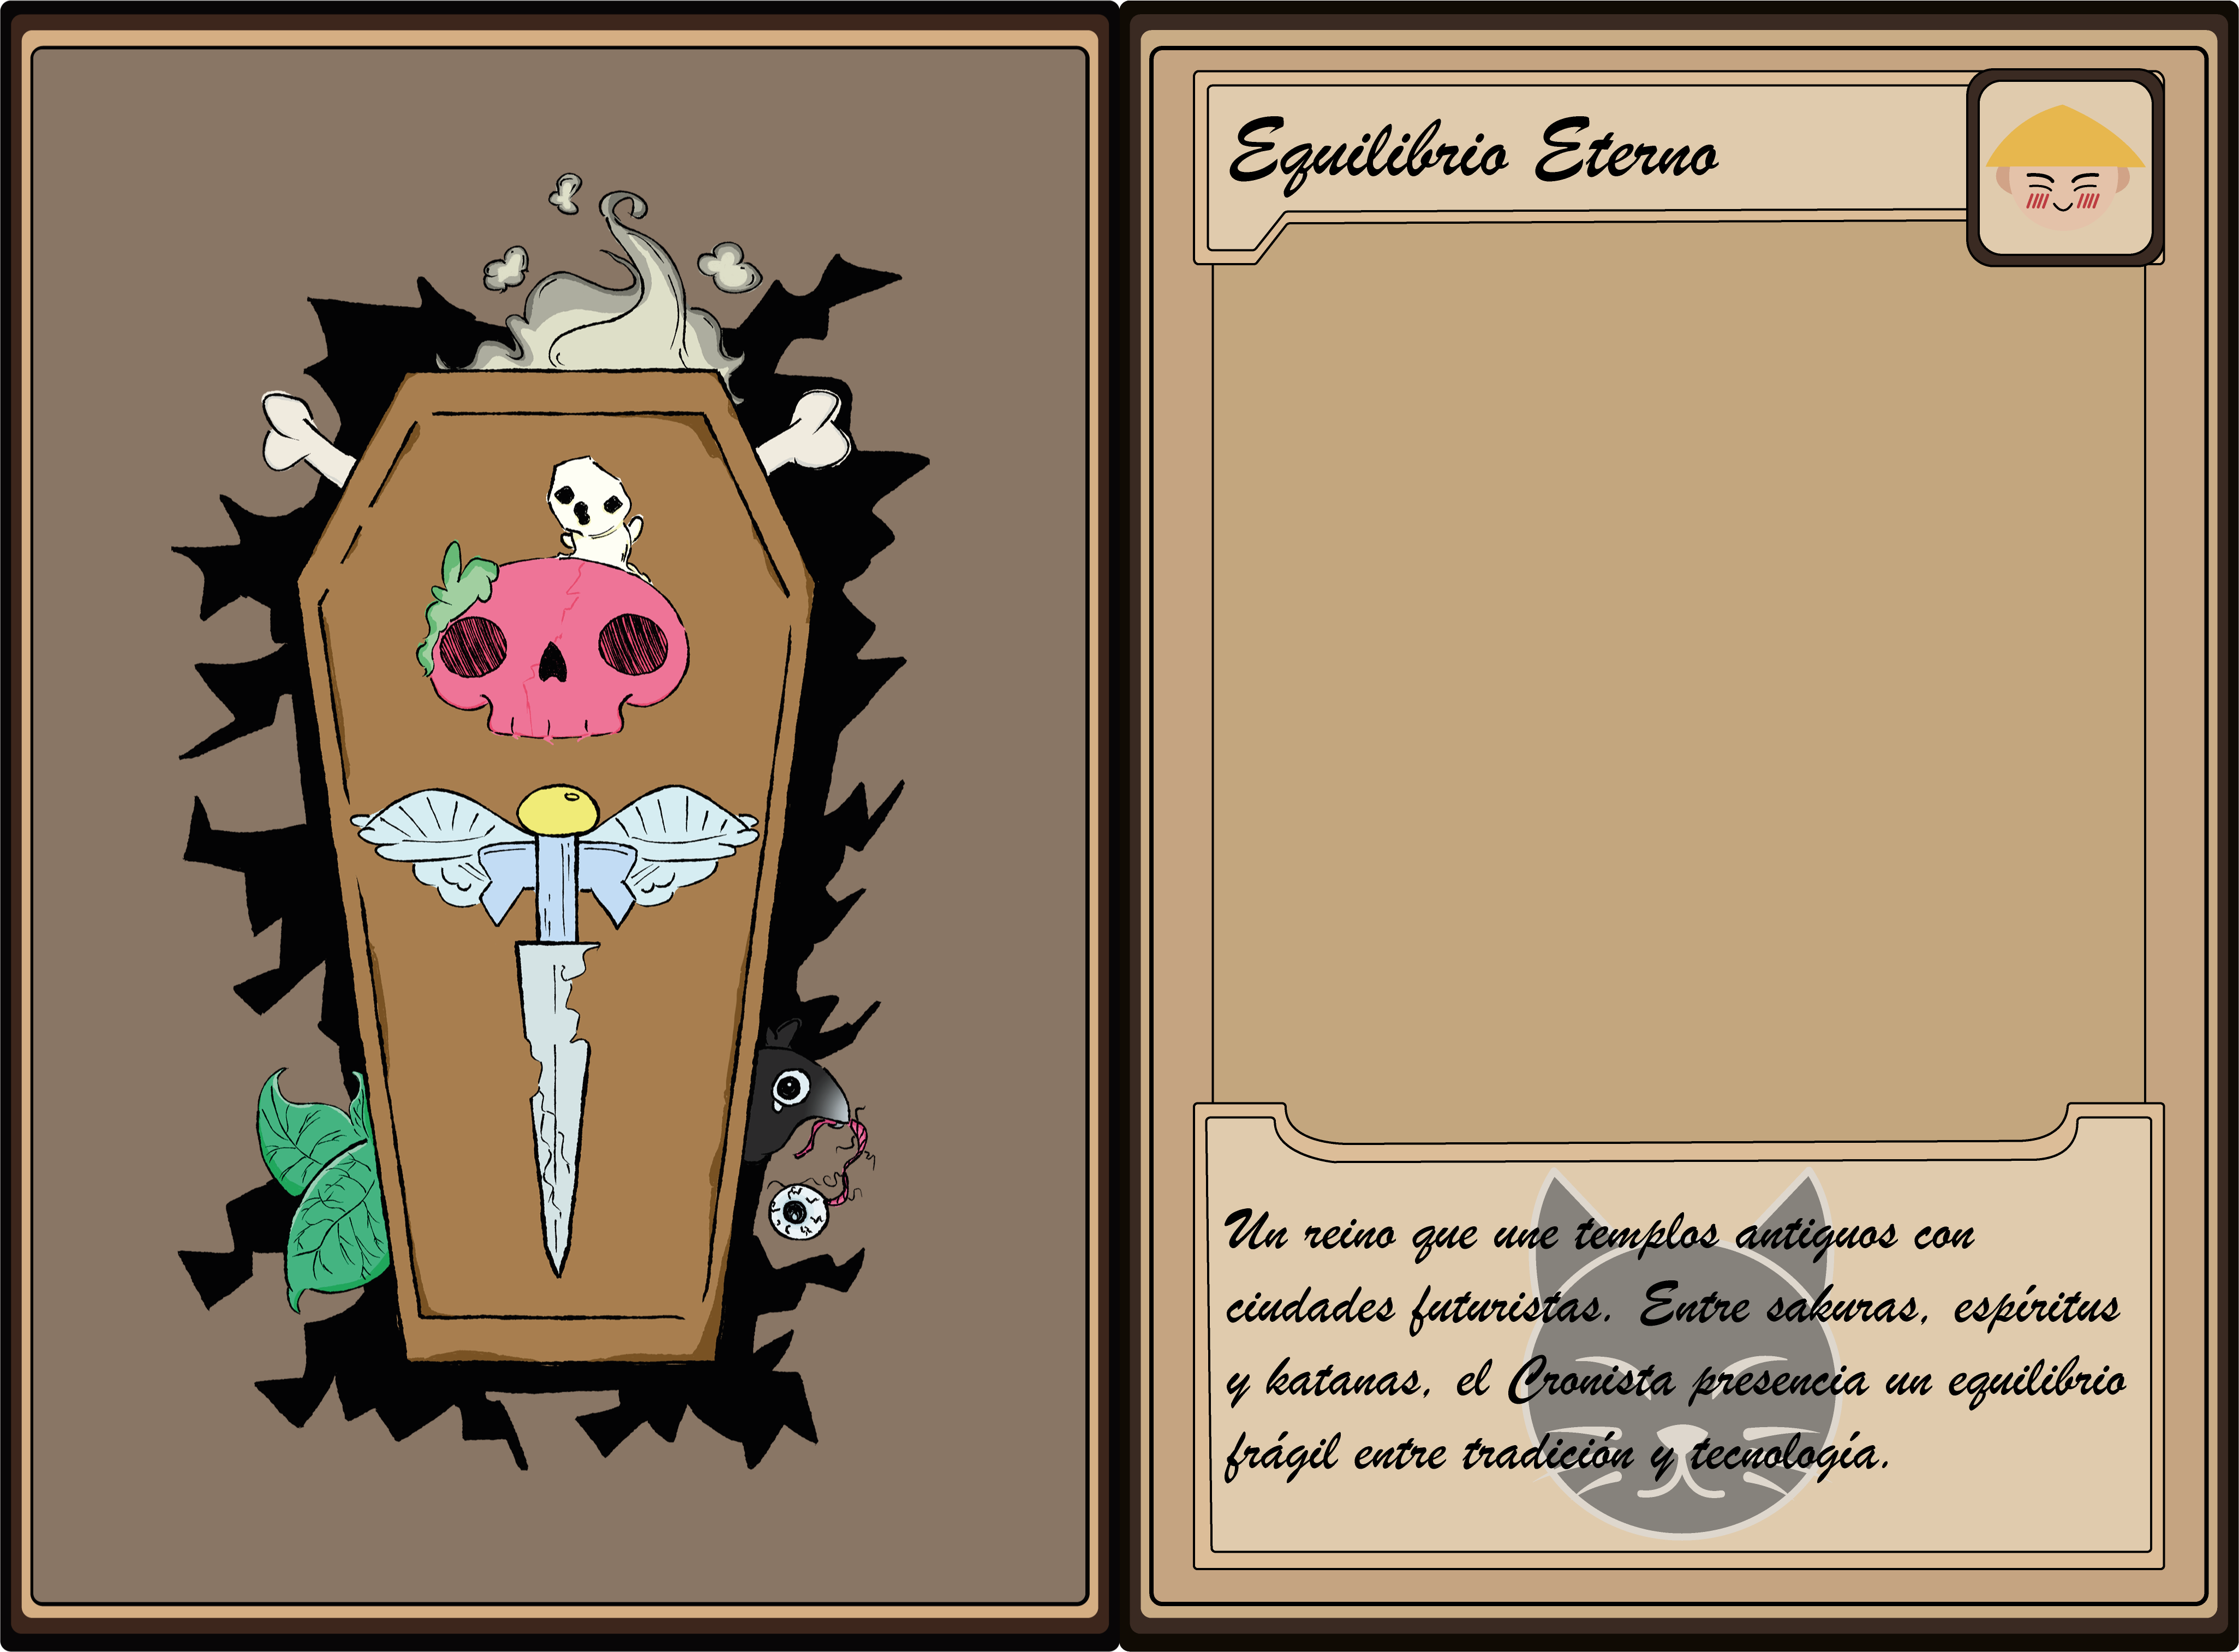 Equilibrio Eterno
Un reino que une templos antiguos con
ciudades futuristas. Entre sakuras, espíritus
y katanas, el Cronista presencia un equilibrio
frágil entre tradición y tecnología.